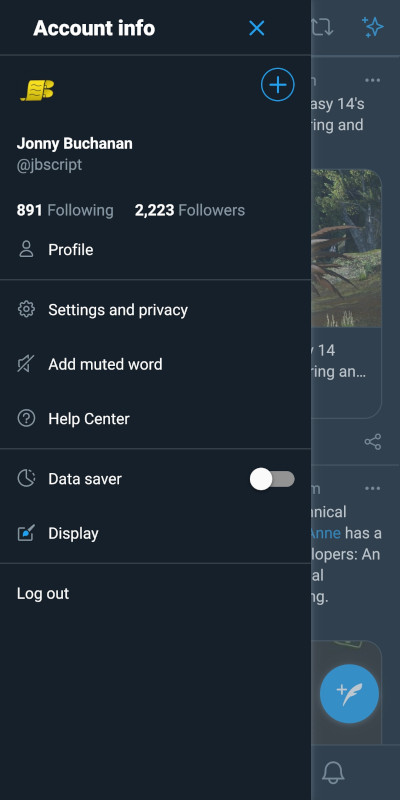 Account info
Jonny Buchanan
@jbscript
891 Following 2,223 Followers
Profile
Settings and privacy
Add muted word
Help Center
Data saver
Display
Log out
asy 14's
ring and
14
ring an...
m
nnical
Anne has a
lopers: An
al
ng.